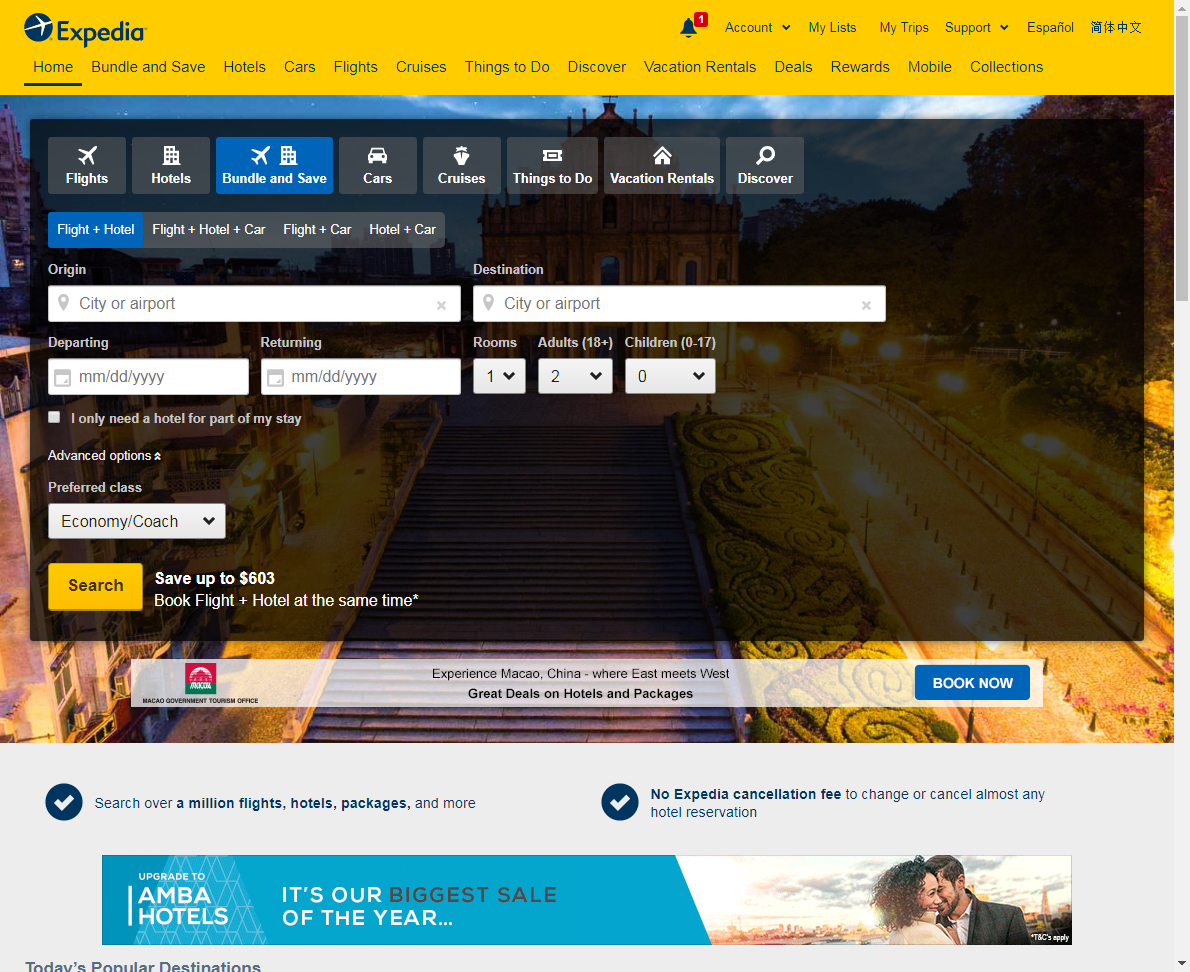 Expedia
1
Account
My Lists
My Trips
Support
Español
简体中文
Home
Bundle and Save
Hotels
Cars
Flights
Cruises
Things to Do
Discover
Vacation Rentals
Deals
Rewards
Mobile
Collections
Flights
Hotels
Bundle and Save
Cars
Cruises
Things to Do
Vacation Rentals
Discover
Flight + Hotel
Flight + Hotel + Car
Flight + Car
Hotel + Car
Origin
Destination
City or airport
City or airport
Departing
Returning
Rooms
Adults (18+)
Children (0-17)
mm/dd/yyyy
mm/dd/yyyy
1
2
0
I only need a hotel for part of my stay
Advanced options
Preferred class
Economy/Coach
Search
Save up to $603
Book Flight + Hotel at the same time*
MACAO
MACAO GOVERNMENT TOURISM OFFICE
Experience Macao, China - where East meets West
Great Deals on Hotels and Packages
BOOK NOW
Search over a million flights, hotels, packages, and more
No Expedia cancellation fee to change or cancel almost any
hotel reservation
UPGRADE TO
AMBA
HOTELS
IT'S OUR BIGGEST SALE
OF THE YEAR...
*T&C's apply
Today's Popular Destinations